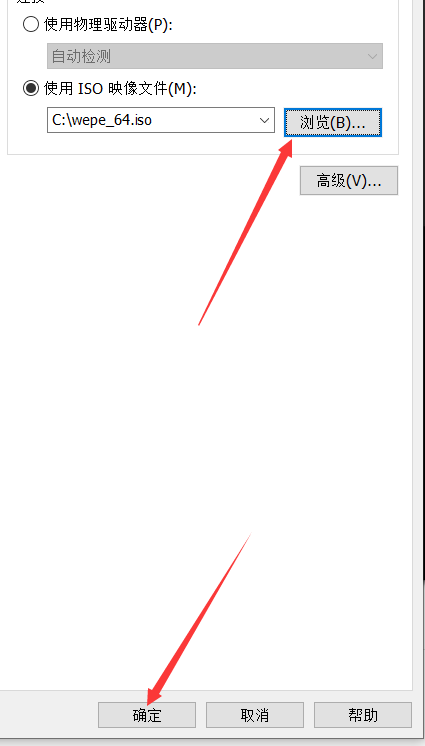 使用物理驱动器(P):
自动检测
使用 ISO 映像文件(M):
C:\wepe_64.iso
浏览(B)...
高级(V)...
确定
取消
帮助